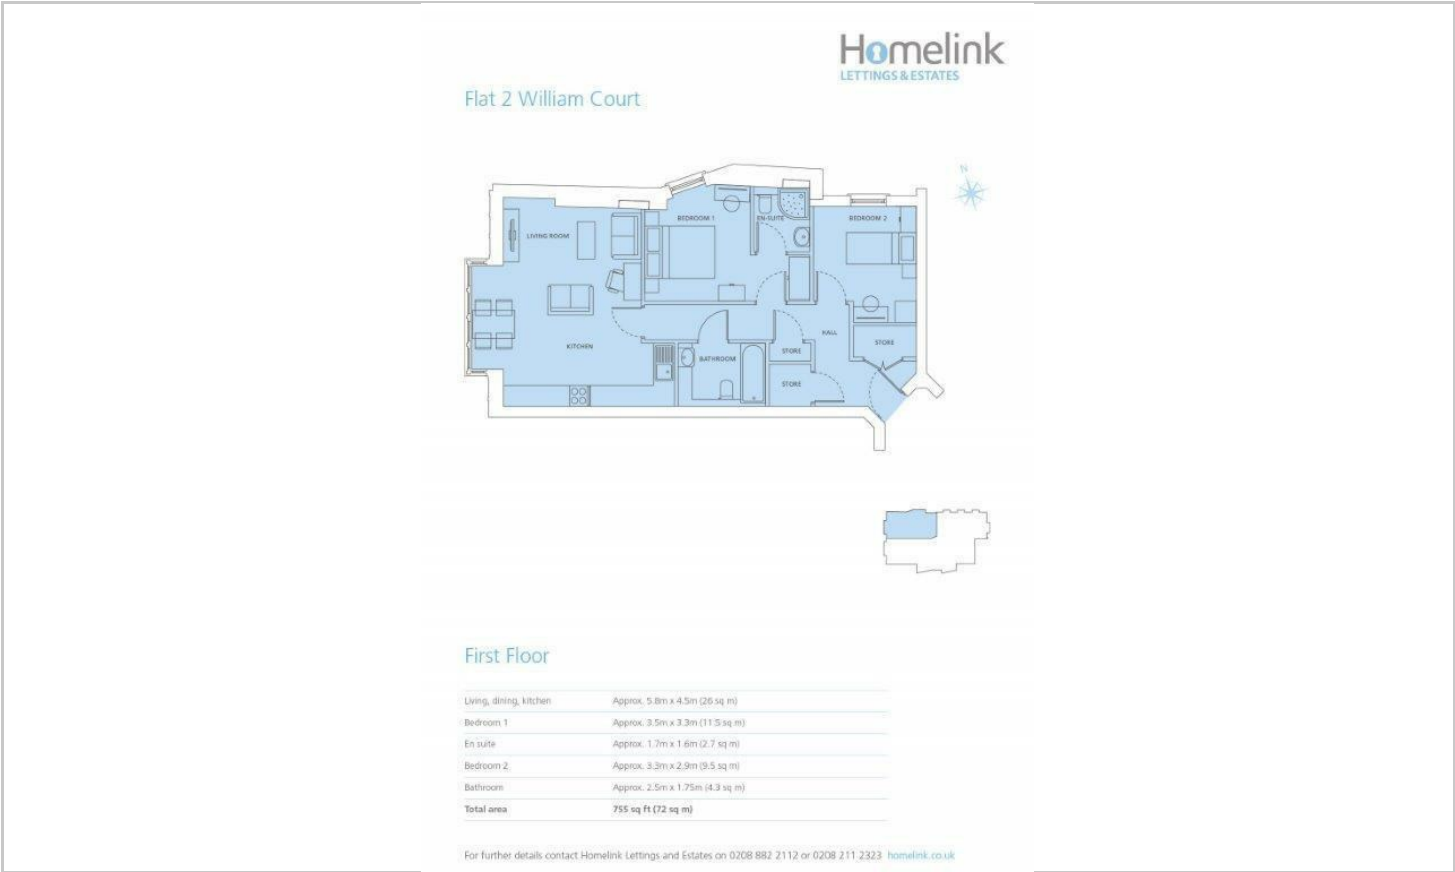 Homelink
LETTINGS & ESTATES
Flat 2 William Court
N
BEDROOM 1
EN-SUITE
BEDROOM 2
LIVING ROOM
HALL
KITCHEN
STORE
STORE
BATHROOM
STORE
First Floor
Living, dining, kitchen Approx. 5.8m x 4.5m (26 sq m)
Bedroom 1 Approx. 3.5m x 3.3m (11.5 sq m)
En suite Approx. 1.7m x 1.6m (2.7 sq m)
Bedroom 2 Approx. 3.3m x 2.9m (9.5 sq m)
Bathroom Approx. 2.5m x 1.75m (4.3 sq m)
Total area 755 sq ft (72 sq m)
For further details contact Homelink Lettings and Estates on 0208 882 2112 or 0208 211 2323 homelink.co.uk